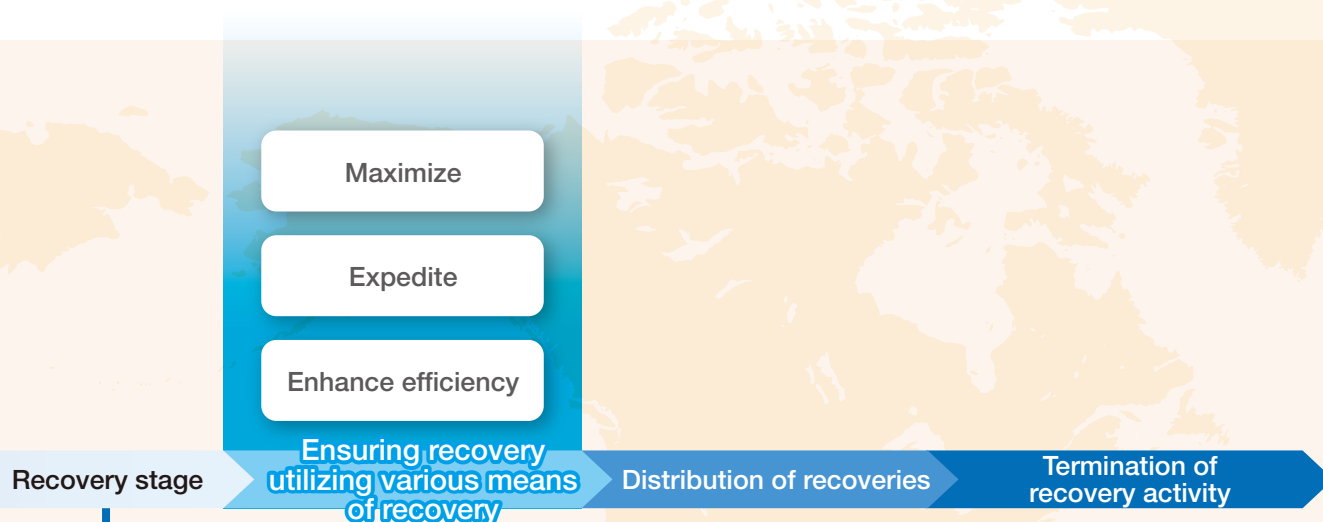 Maximize
Expedite
Enhance efficiency
Recovery stage
Ensuring recovery
utilizing various means
of recovery
Distribution of recoveries
Termination of
recovery activity